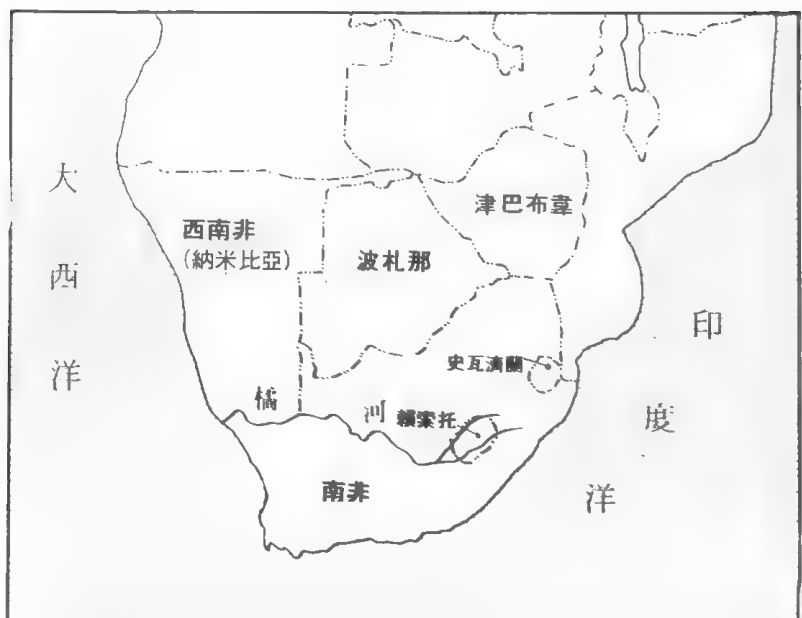 大西洋
西南非
(納米比亞)
波札那
津巴布韋
印度洋
史瓦濟蘭
橘河
賴索托
南非